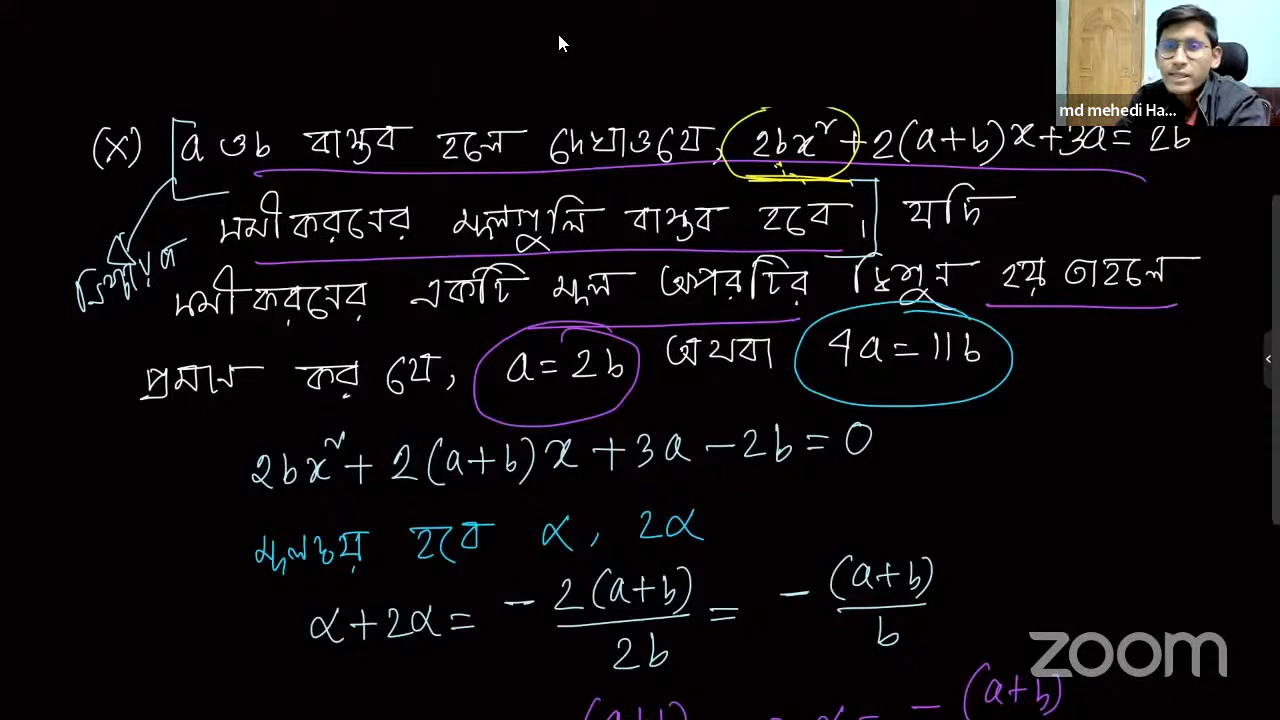 md mehedi Ha...
(x) a ও b বাস্তব হলে দেখাও যে, 2bx² + 2(a+b)x + 3a = 2b
সমীকরনের মূলগুলি বাস্তব হবে। যদি
নিশ্চায়ক
সমীকরনের একটি মূল অপরটির দ্বিগুন হয় তাহলে
প্রমান কর যে, a = 2b অথবা 4a = 11b
2bx² + 2(a+b)x + 3a - 2b = 0
মূলদ্বয় হবে α, 2α
α + 2α = - 2(a+b)/2b = - (a+b)/b
zoom
- (a+b)